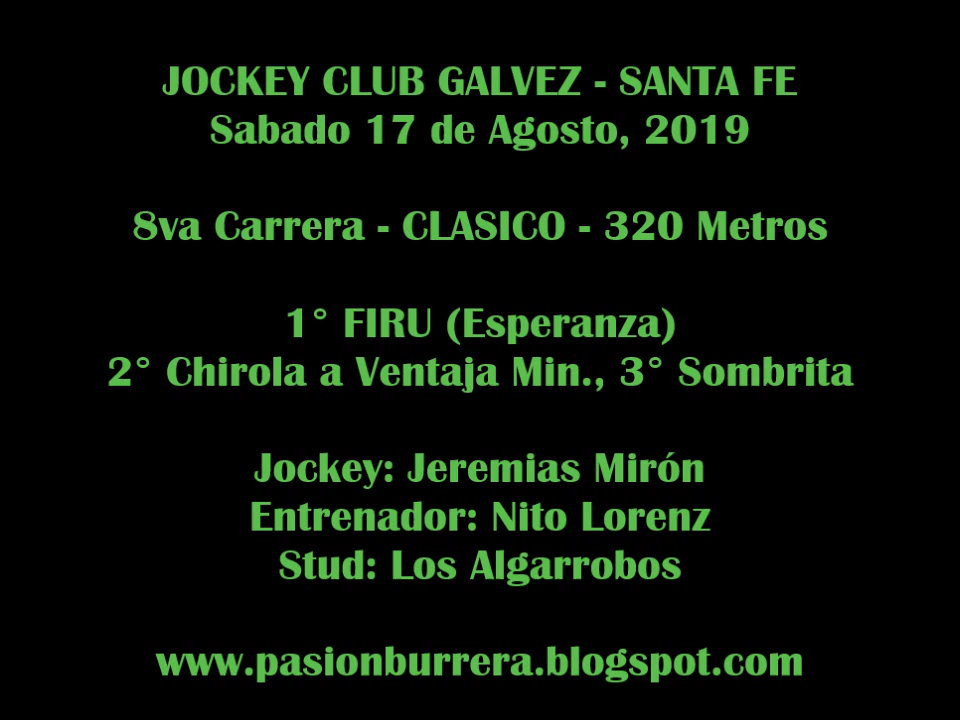 JOCKEY CLUB GALVEZ - SANTA FE
Sabado 17 de Agosto, 2019
8va Carrera - CLASICO - 320 Metros
1° FIRU (Esperanza)
2° Chirola a Ventaja Min., 3° Sombrita
Jockey: Jeremias Mirón
Entrenador: Nito Lorenz
Stud: Los Algarrobos
www.pasionburrera.blogspot.com